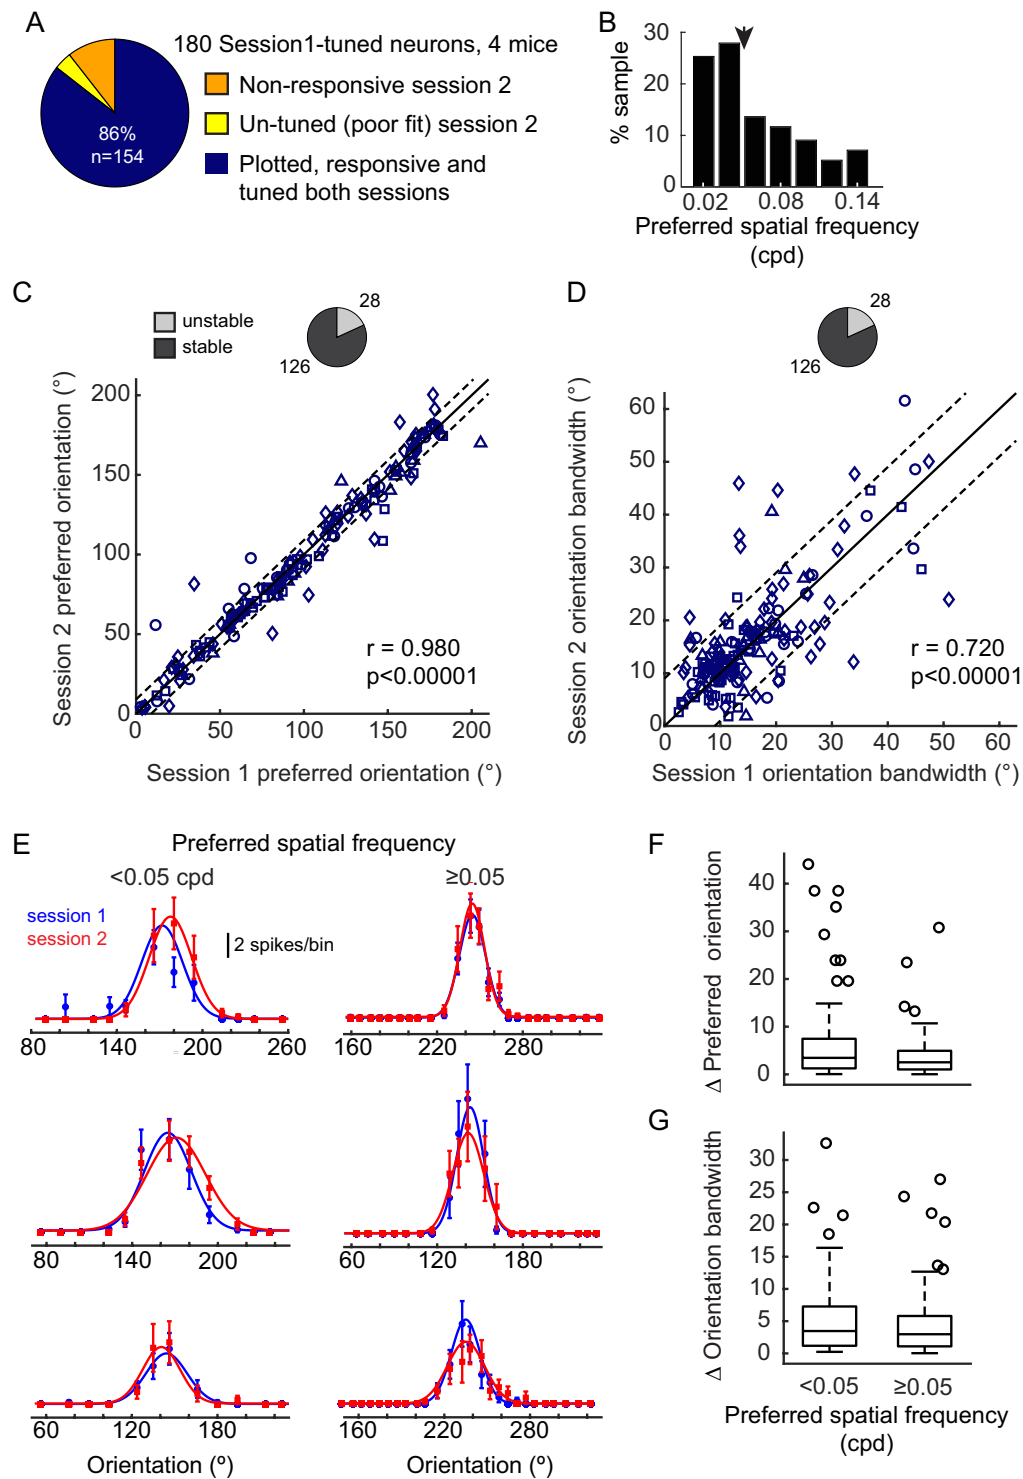 A
180 Session1-tuned neurons, 4 mice
Non-responsive session 2
Un-tuned (poor fit) session 2
Plotted, responsive and
tuned both sessions
86%
n=154
B
% sample
30
20
10
0
0.02
0.08
0.14
Preferred spatial frequency
(cpd)
C
unstable
stable
28
126
Session 2 preferred orientation (°)
200
150
100
50
0
r = 0.980
p<0.00001
0
50
100
150
200
Session 1 preferred orientation (°)
D
28
126
Session 2 orientation bandwidth (°)
60
50
40
30
20
10
0
r = 0.720
p<0.00001
0
10
20
30
40
50
60
Session 1 orientation bandwidth (°)
E
Preferred spatial frequency
<0.05 cpd
≥0.05
session 1
session 2
2 spikes/bin
80
140
200
260
160
220
280
80
140
200
60
120
180
240
60
120
180
160
220
280
Orientation (º)
Orientation (º)
F
Δ Preferred orientation
40
30
20
10
0
G
Δ Orientation bandwidth
30
25
20
15
10
5
0
<0.05
≥0.05
Preferred spatial frequency
(cpd)